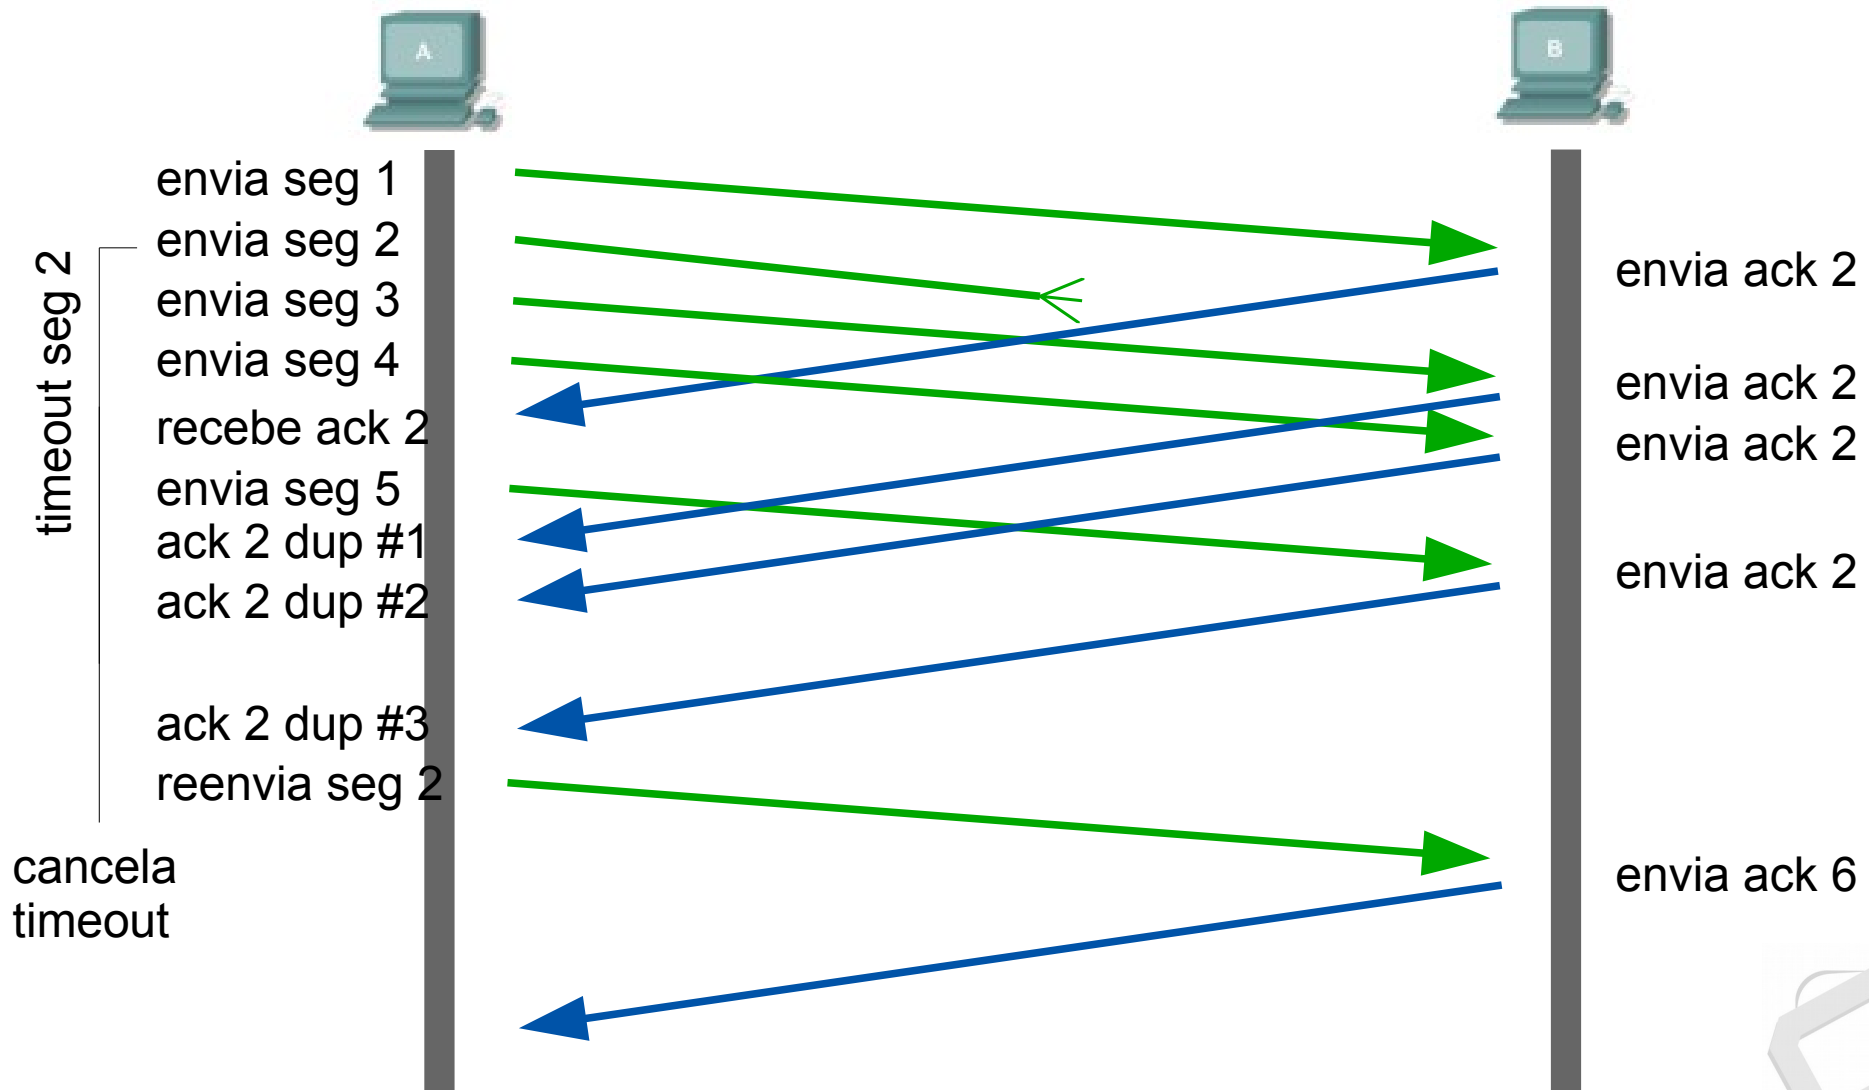 A
B
envia seg 1
envia seg 2
envia ack 2
envia seg 3
envia seg 4
envia ack 2
recebe ack 2
envia ack 2
envia seg 5
ack 2 dup #1
envia ack 2
ack 2 dup #2
timeout seg 2
ack 2 dup #3
reenvia seg 2
cancela
timeout
envia ack 6